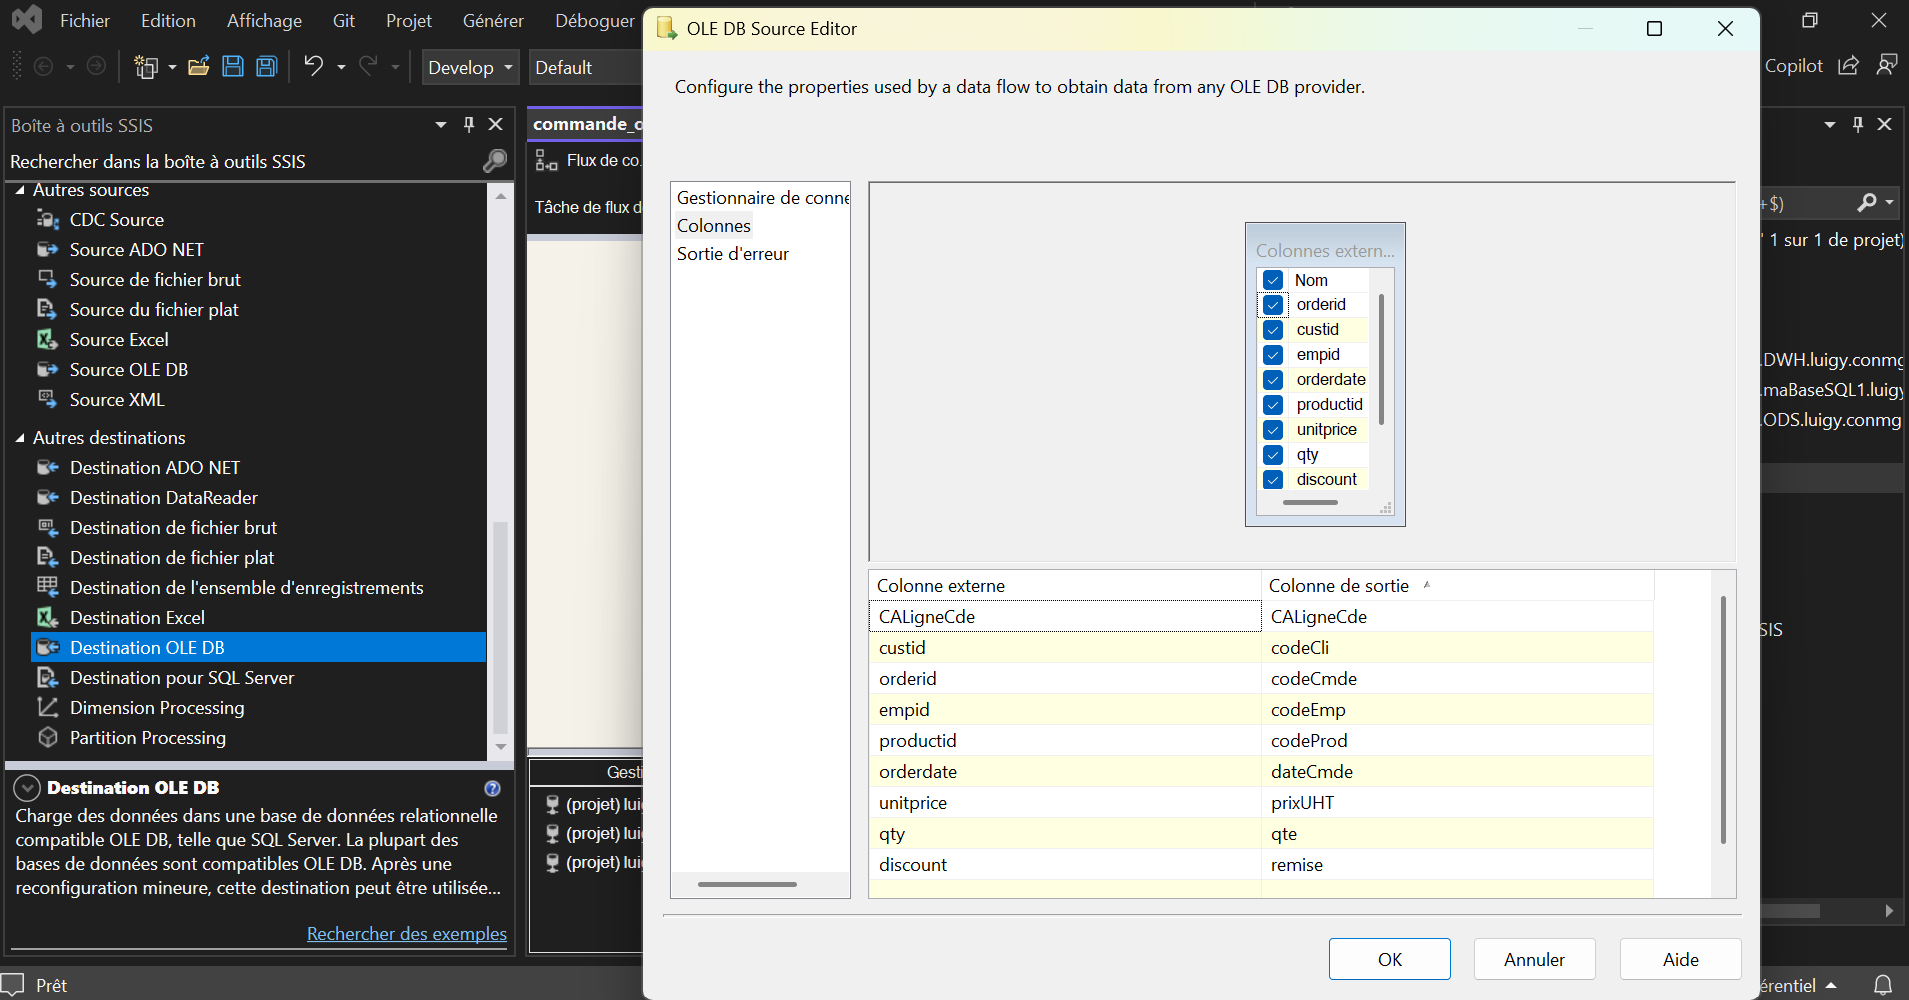 Fichier
Edition
Affichage
Git
Projet
Générer
Déboguer
Develop
Default
Copilot
Boîte à outils SSIS
Rechercher dans la boîte à outils SSIS
Autres sources
CDC Source
Source ADO NET
Source de fichier brut
Source du fichier plat
Source Excel
Source OLE DB
Source XML
Autres destinations
Destination ADO NET
Destination DataReader
Destination de fichier brut
Destination de fichier plat
Destination de l'ensemble d'enregistrements
Destination Excel
Destination OLE DB
Destination pour SQL Server
Dimension Processing
Partition Processing
Destination OLE DB
Charge des données dans une base de données relationnelle
compatible OLE DB, telle que SQL Server. La plupart des
bases de données sont compatibles OLE DB. Après une
reconfiguration mineure, cette destination peut être utilisée...
Rechercher des exemples
Prêt
commande_o
Flux de co.
Tâche de flux d
Gesti
(projet) lui
(projet) lui
(projet) lui
OLE DB Source Editor
Configure the properties used by a data flow to obtain data from any OLE DB provider.
Gestionnaire de conne
Colonnes
Sortie d'erreur
Colonnes extern...
Nom
orderid
custid
empid
orderdate
productid
unitprice
qty
discount
Colonne externe Colonne de sortie
CALigneCde CALigneCde
custid codeCli
orderid codeCmde
empid codeEmp
productid codeProd
orderdate dateCmde
unitprice prixUHT
qty qte
discount remise
OK
Annuler
Aide
+$)
1 sur 1 de projet)
.DWH.luigy.conmg
.maBaseSQL1.luigy
.ODS.luigy.conmg
SIS
érentiel